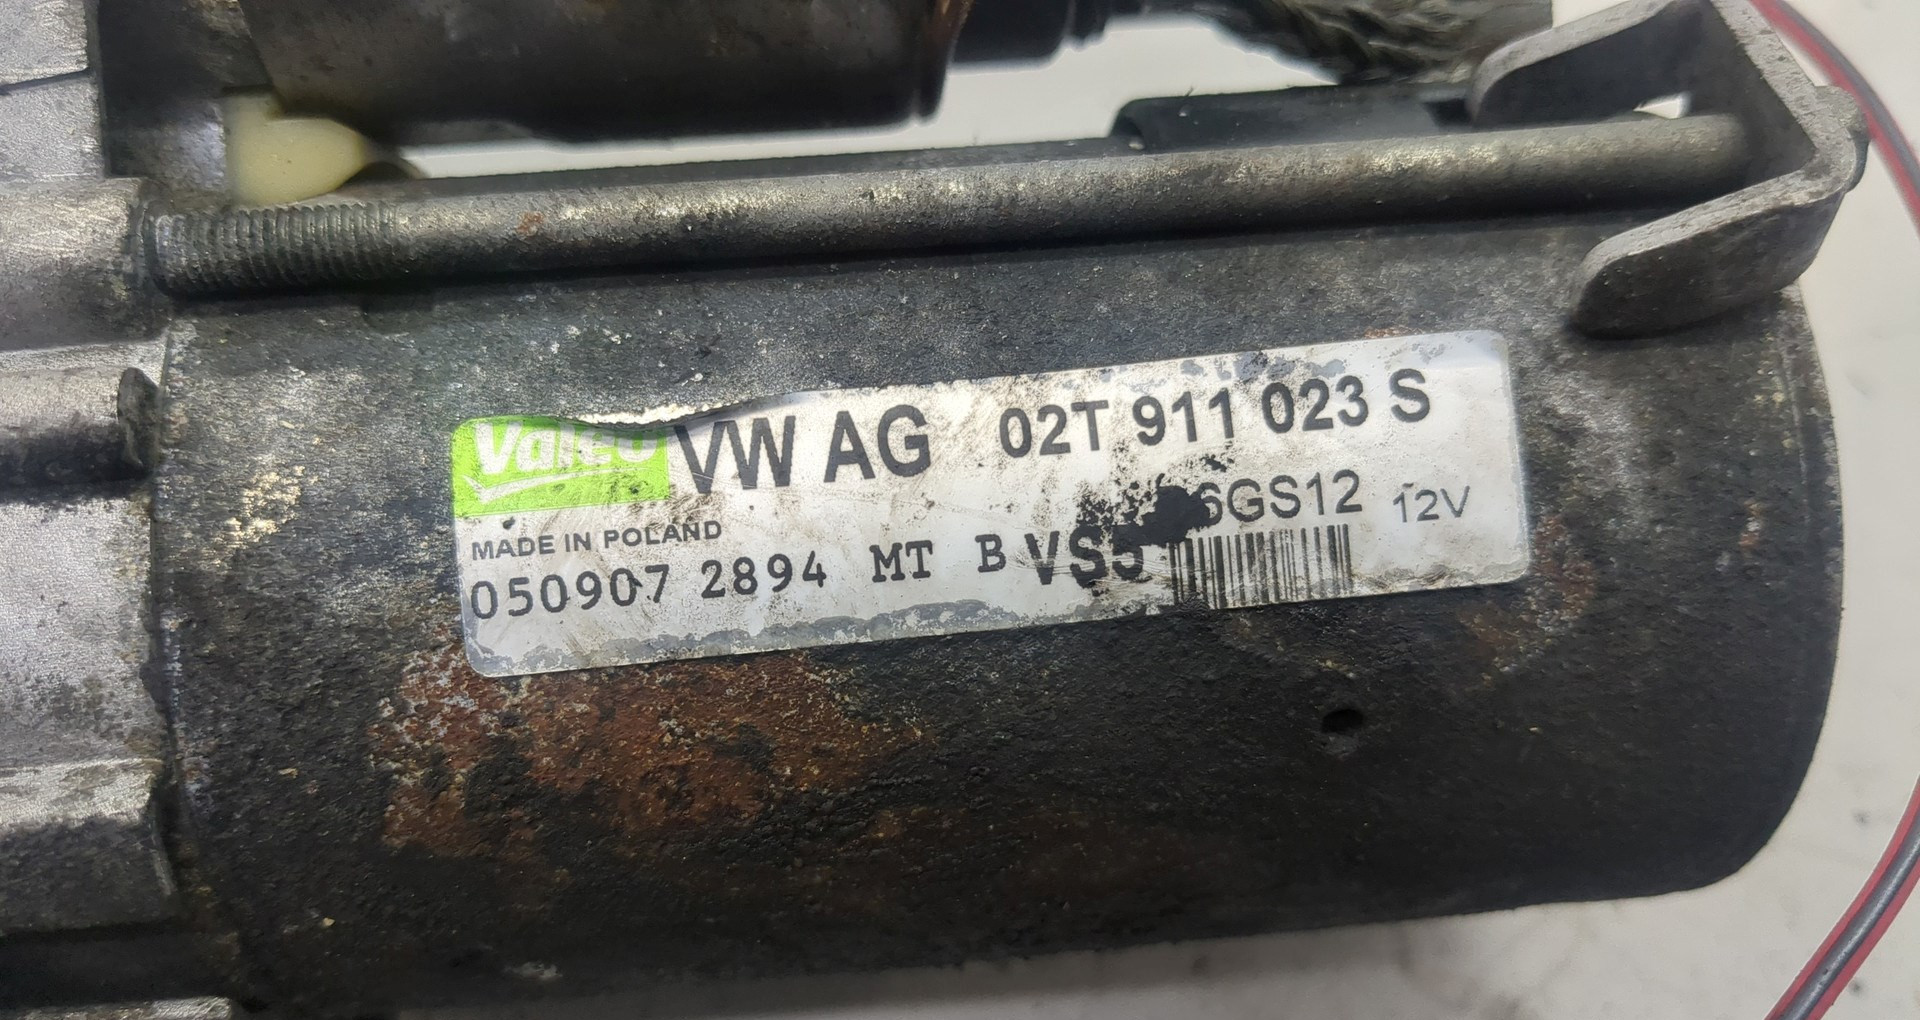 Valeo VW AG 02T 911 023 S
6GS12 12V
MADE IN POLAND
050907 2894 MT B VS5